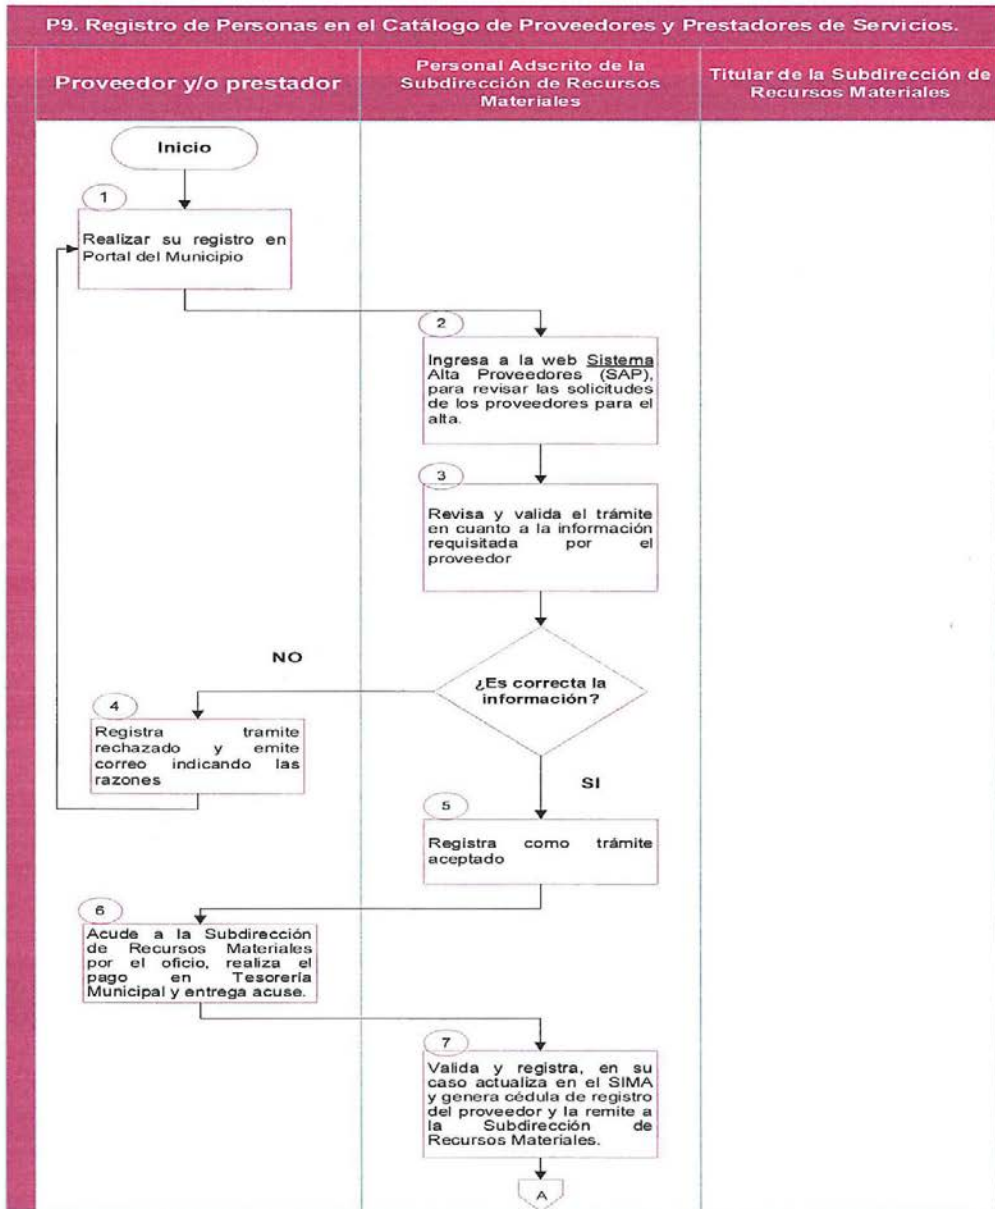 P9. Registro de Personas en el Catálogo de Proveedores y Prestadores de Servicios.
Proveedor y/o prestador
Personal Adscrito de la
Subdirección de Recursos
Materiales
Titular de la Subdirección de
Recursos Materiales
Inicio
1
Realizar su registro en
Portal del Municipio
2
Ingresa a la web Sistema
Alta Proveedores (SAP),
para revisar las solicitudes
de los proveedores para el
alta.
3
Revisa y valida el trámite
en cuanto a la información
requisitada por el
proveedor
¿Es correcta la
información?
NO
4
Registra tramite
rechazado y emite
correo indicando las
razones
SI
5
Registra como trámite
aceptado
6
Acude a la Subdirección
de Recursos Materiales
por el oficio, realiza el
pago en Tesorería
Municipal y entrega acuse.
7
Valida y registra, en su
caso actualiza en el SIMA
y genera cédula de registro
del proveedor y la remite a
la Subdirección de
Recursos Materiales.
A